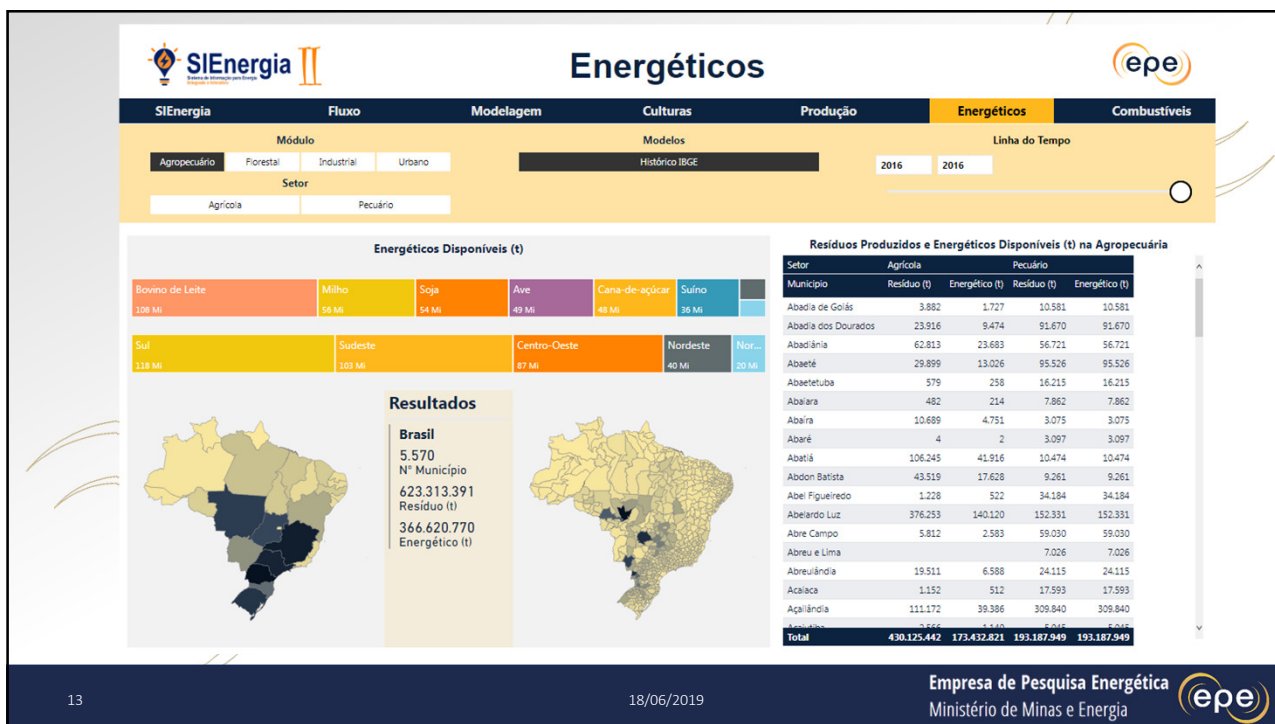 SIEnergia II
Sistema de Informação para Energia
Integrado e Interativo
Energéticos
epe
SIEnergia Fluxo Modelagem Culturas Produção Energéticos Combustíveis
Módulo
Agropecuário Florestal Industrial Urbano
Setor
Agrícola Pecuário
Modelos
Histórico IBGE
Linha do Tempo
2016 2016
Energéticos Disponíveis (t)
Bovino de Leite Milho Soja Ave Cana-de-açúcar Suíno
108 Mi 56 Mi 54 Mi 49 Mi 48 Mi 36 Mi
Sul Sudeste Centro-Oeste Nordeste Nor...
118 Mi 103 Mi 87 Mi 40 Mi 20 Mi
Resultados
Brasil
5.570
N° Município
623.313.391
Resíduo (t)
366.620.770
Energético (t)
Resíduos Produzidos e Energéticos Disponíveis (t) na Agropecuária
Setor Agrícola Pecuário
Município Resíduo (t) Energético (t) Resíduo (t) Energético (t)
Abadia de Goiás 3.882 1.727 10.581 10.581
Abadia dos Dourados 23.916 9.474 91.670 91.670
Abadiânia 62.813 23.683 56.721 56.721
Abaeté 29.899 13.026 95.526 95.526
Abaetetuba 579 258 16.215 16.215
Abaiara 482 214 7.862 7.862
Abaíra 10.689 4.751 3.075 3.075
Abaré 4 2 3.097 3.097
Abatiá 106.245 41.916 10.474 10.474
Abdon Batista 43.519 17.628 9.261 9.261
Abel Figueiredo 1.228 522 34.184 34.184
Abelardo Luz 376.253 140.120 152.331 152.331
Abre Campo 5.812 2.583 59.030 59.030
Abreu e Lima 7.026 7.026
Abreulândia 19.511 6.588 24.115 24.115
Acaiaca 1.152 512 17.593 17.593
Açailândia 111.172 39.386 309.840 309.840
Total 430.125.442 173.432.821 193.187.949 193.187.949
13
18/06/2019
Empresa de Pesquisa Energética
Ministério de Minas e Energia
epe